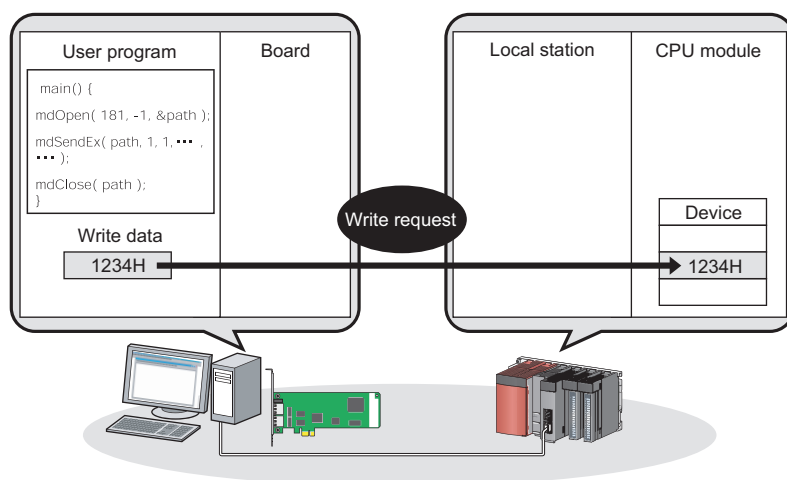 User program
Board
main() {
mdOpen( 181, -1, &path );
mdSendEx( path, 1, 1, ▪▪▪ ,
▪▪▪ );
mdClose( path );
}
Write data
1234H
Write request
Local station
CPU module
Device
1234H